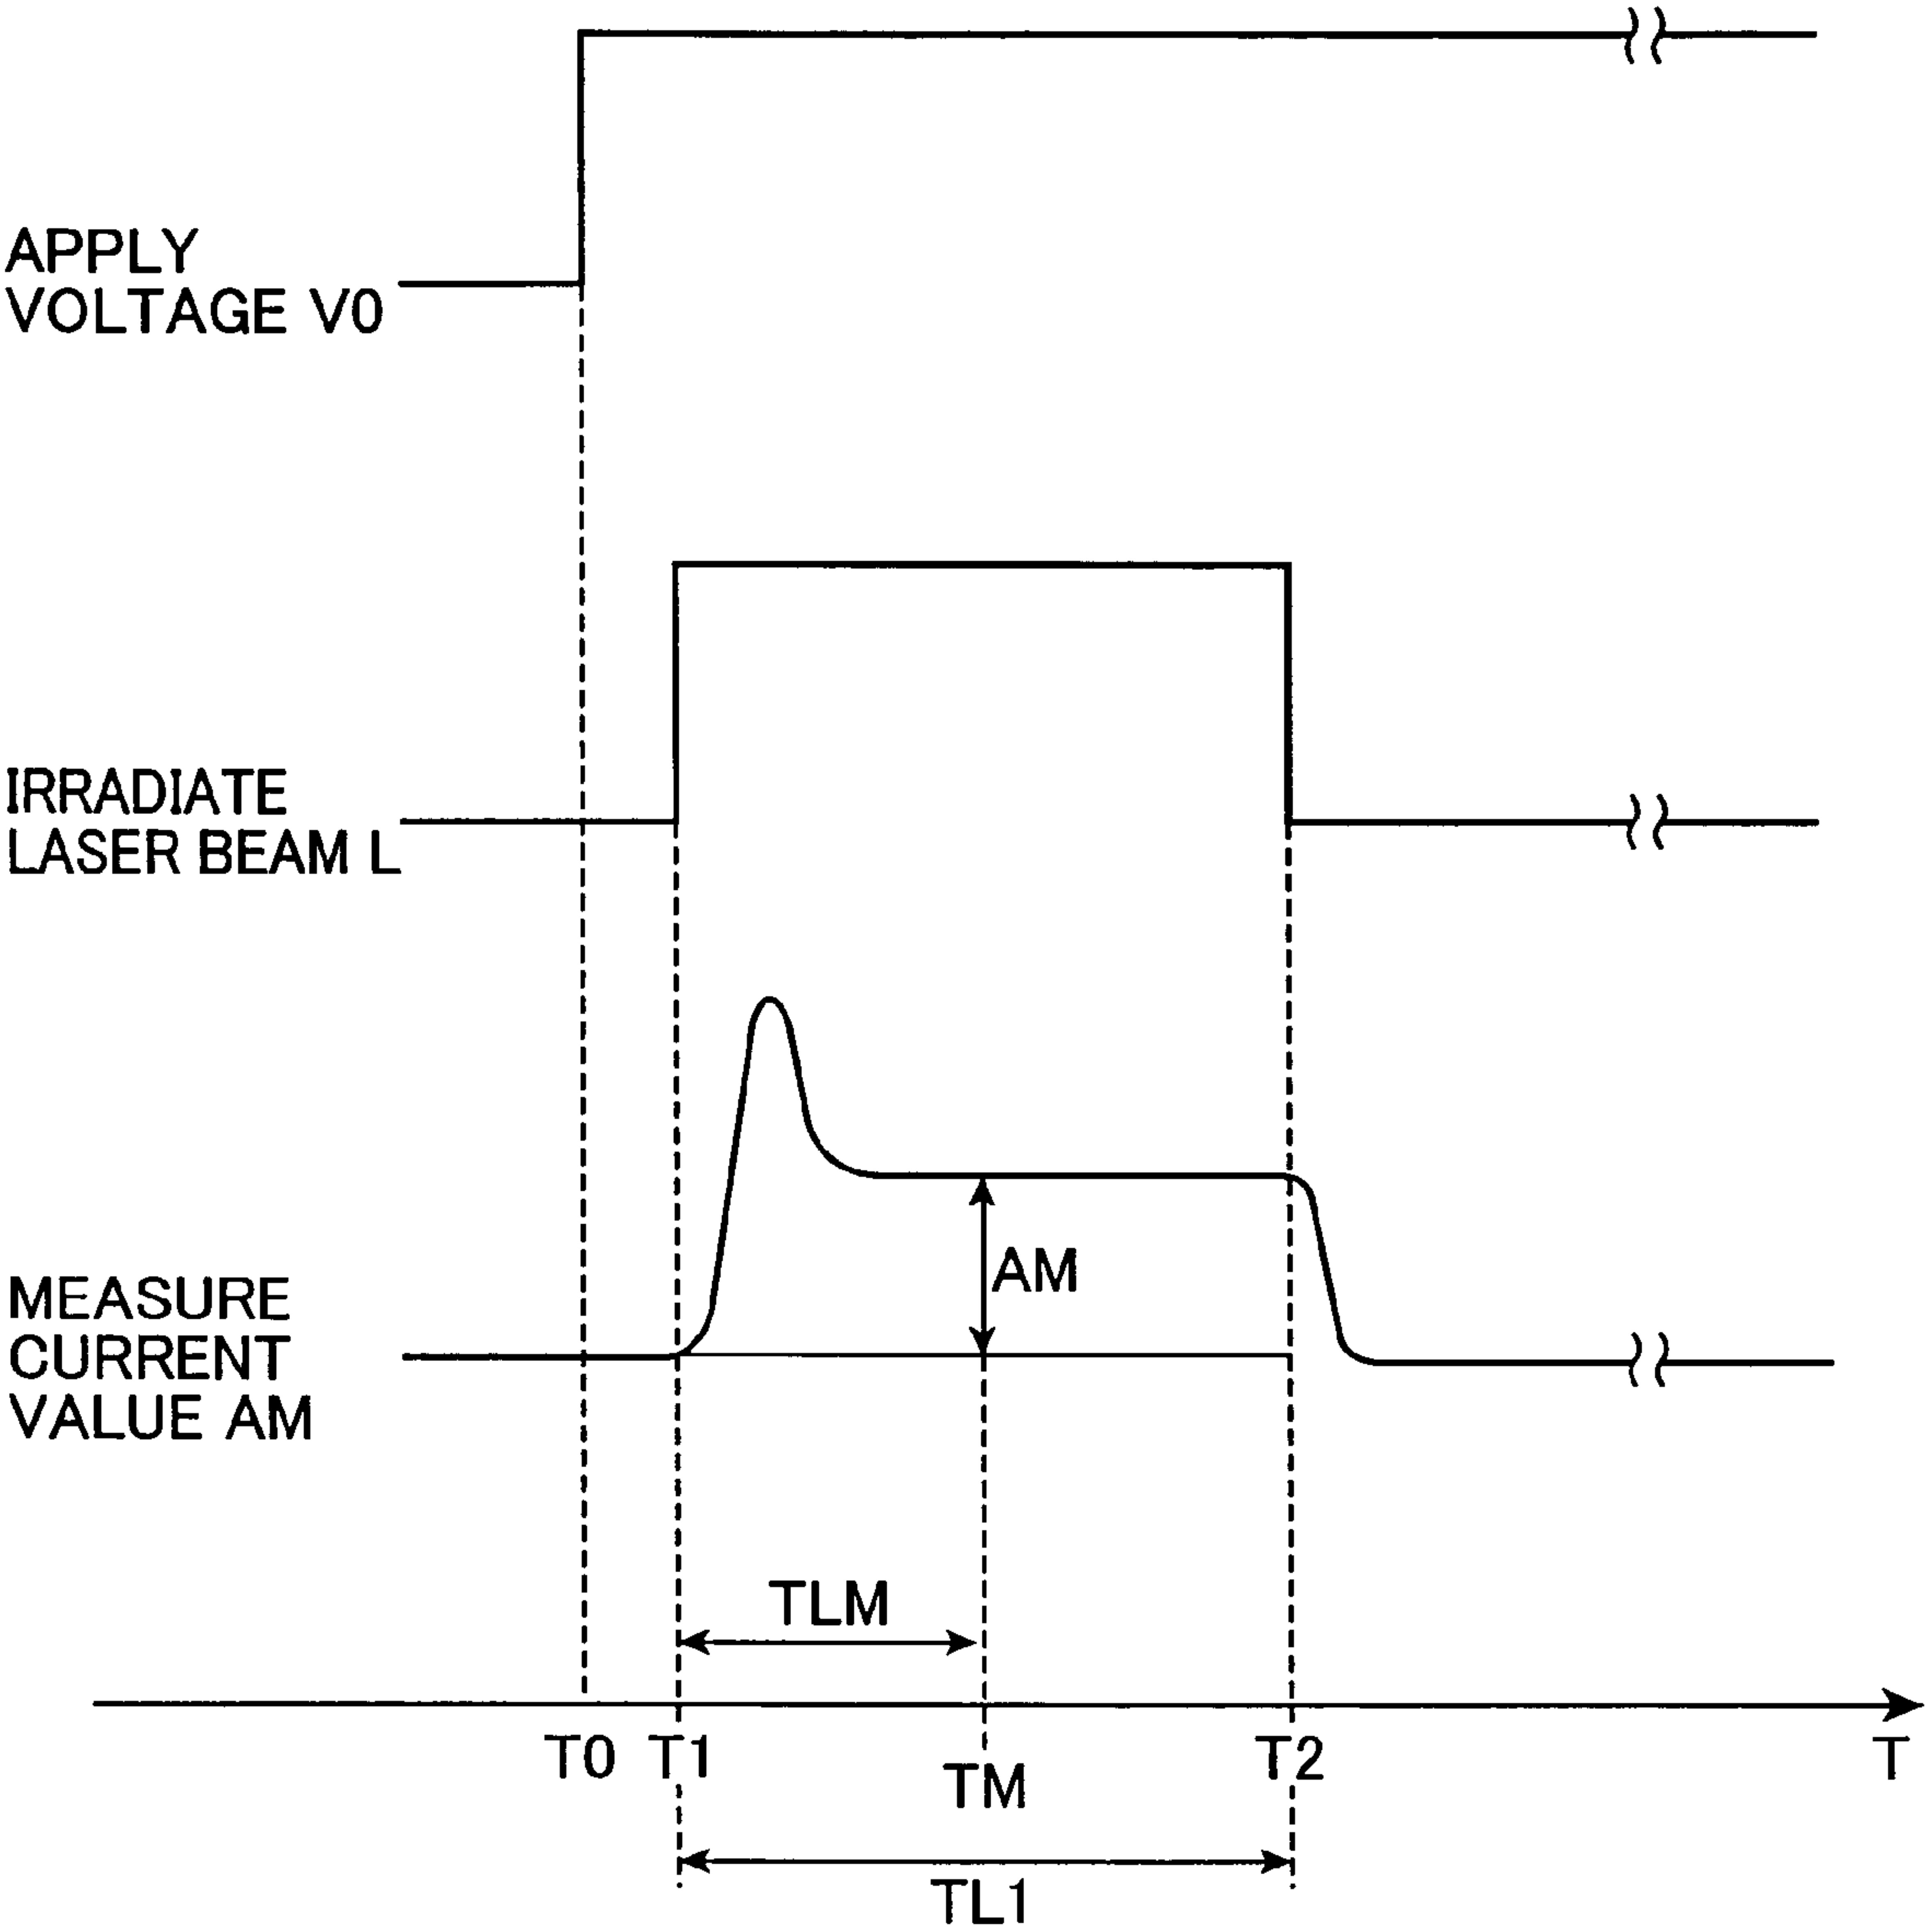 APPLY
VOLTAGE V0
IRRADIATE
LASER BEAM L
AM
MEASURE
CURRENT
VALUE AM
TLM
T0 T1 T2 T
TM
TL1